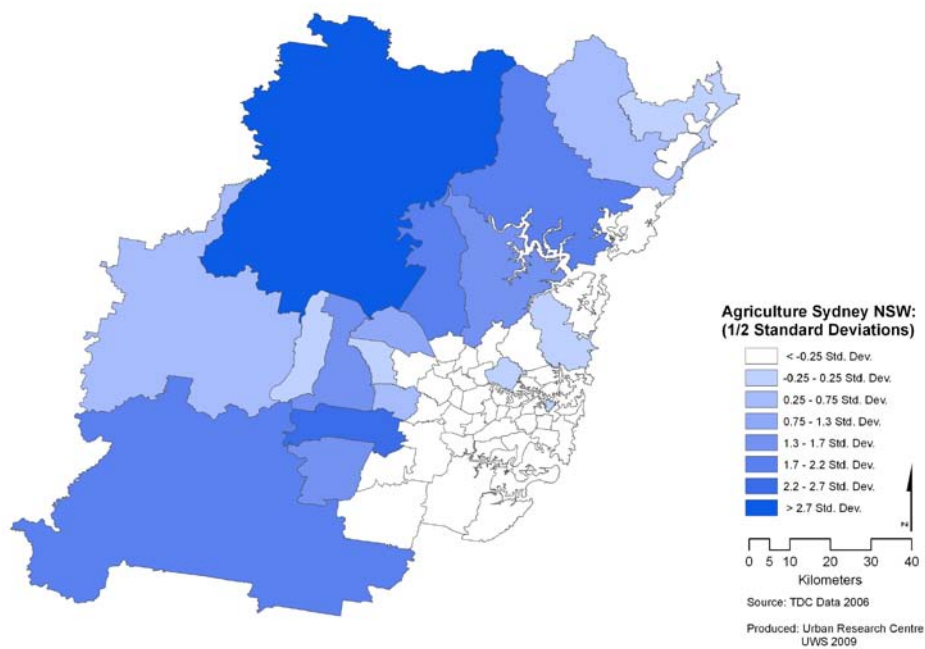 Agriculture Sydney NSW:
(1/2 Standard Deviations)
< -0.25 Std. Dev.
-0.25 - 0.25 Std. Dev.
0.25 - 0.75 Std. Dev.
0.75 - 1.3 Std. Dev.
1.3 - 1.7 Std. Dev.
1.7 - 2.2 Std. Dev.
2.2 - 2.7 Std. Dev.
> 2.7 Std. Dev.
N
0 5 10 20 30 40
Kilometers
Source: TDC Data 2006
Produced: Urban Research Centre
UWS 2009